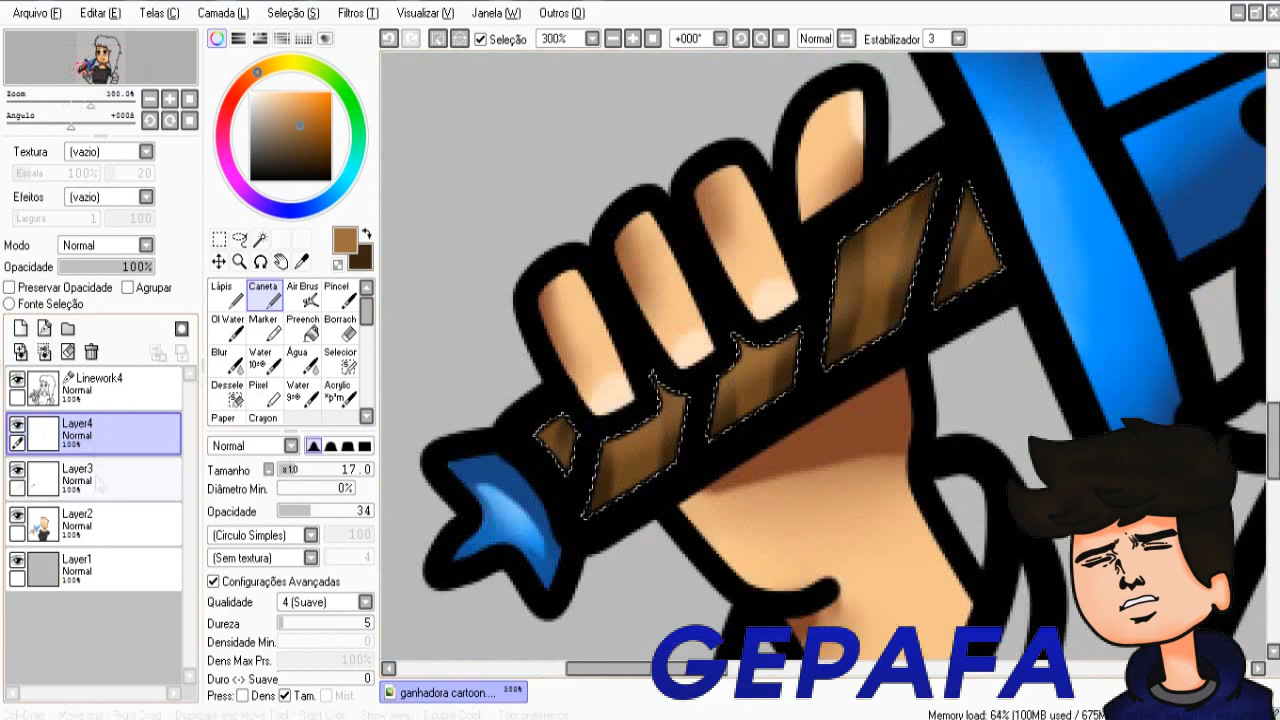 Arquivo (F) Editar (E) Telas (C) Camada (L) Seleção (S) Filtros (T) Visualizar (V) Janela (W) Outros (O)
Seleção 300% +000° Normal Estabilizador 3
Zoom 100.0%
Angulo +000°
Textura (vazio)
Escala 100% 20
Efeitos (vazio)
Largura 1 100
Modo Normal
Opacidade 100%
Preservar Opacidade Agrupar
Fonte Seleção
Linework4
Normal
100%
Layer4
Normal
100%
Layer3
Normal
100%
Layer2
Normal
100%
Layer1
Normal
100%
Lápis Caneta Air Brus Pincel
Ol Water Marker Preench Borrach
Blur Water Água Selecior
Dessele Pixel Water Acrylic
Paper Crayon
Normal
Tamanho x1.0 17.0
Diâmetro Min. 0%
Opacidade 34
(Circulo Simples) 100
(Sem textura) 4
Configurações Avançadas
Qualidade 4 (Suave)
Dureza 5
Densidade Min. 0
Dens Max Prs. 100%
Duro <-> Suave 0
Press: Dens Tam. Mist.
ganhadora cartoon.... 300%
GEPAFA
Memory load: 64% (100MB used / 675M